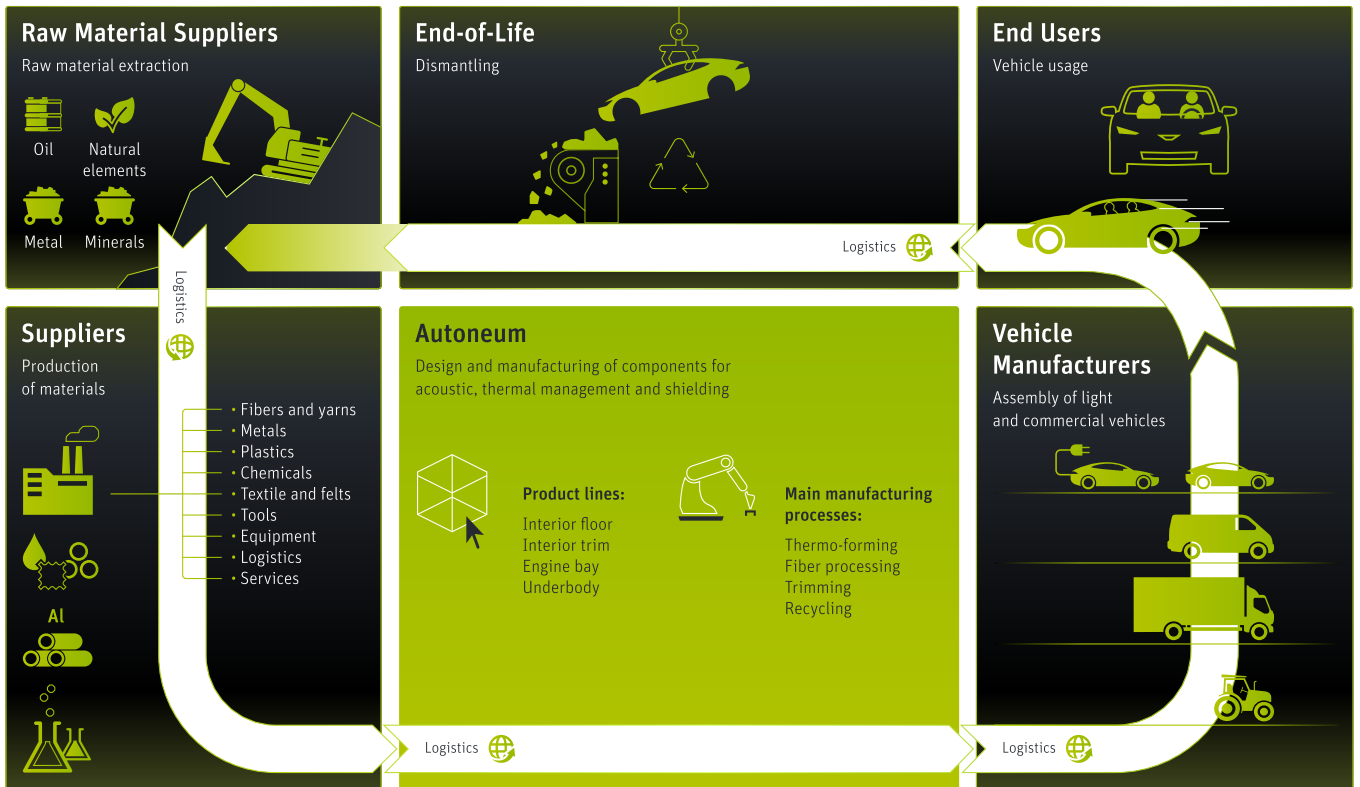 Raw Material Suppliers
Raw material extraction
Oil
Natural
elements
Metal
Minerals
Logistics
End-of-Life
Dismantling
Logistics
End Users
Vehicle usage
Suppliers
Production
of materials
• Fibers and yarns
• Metals
• Plastics
• Chemicals
• Textile and felts
• Tools
• Equipment
• Logistics
• Services
Al
Autoneum
Design and manufacturing of components for
acoustic, thermal management and shielding
Product lines:
Interior floor
Interior trim
Engine bay
Underbody
Main manufacturing
processes:
Thermo-forming
Fiber processing
Trimming
Recycling
Logistics
Vehicle
Manufacturers
Assembly of light
and commercial vehicles
Logistics